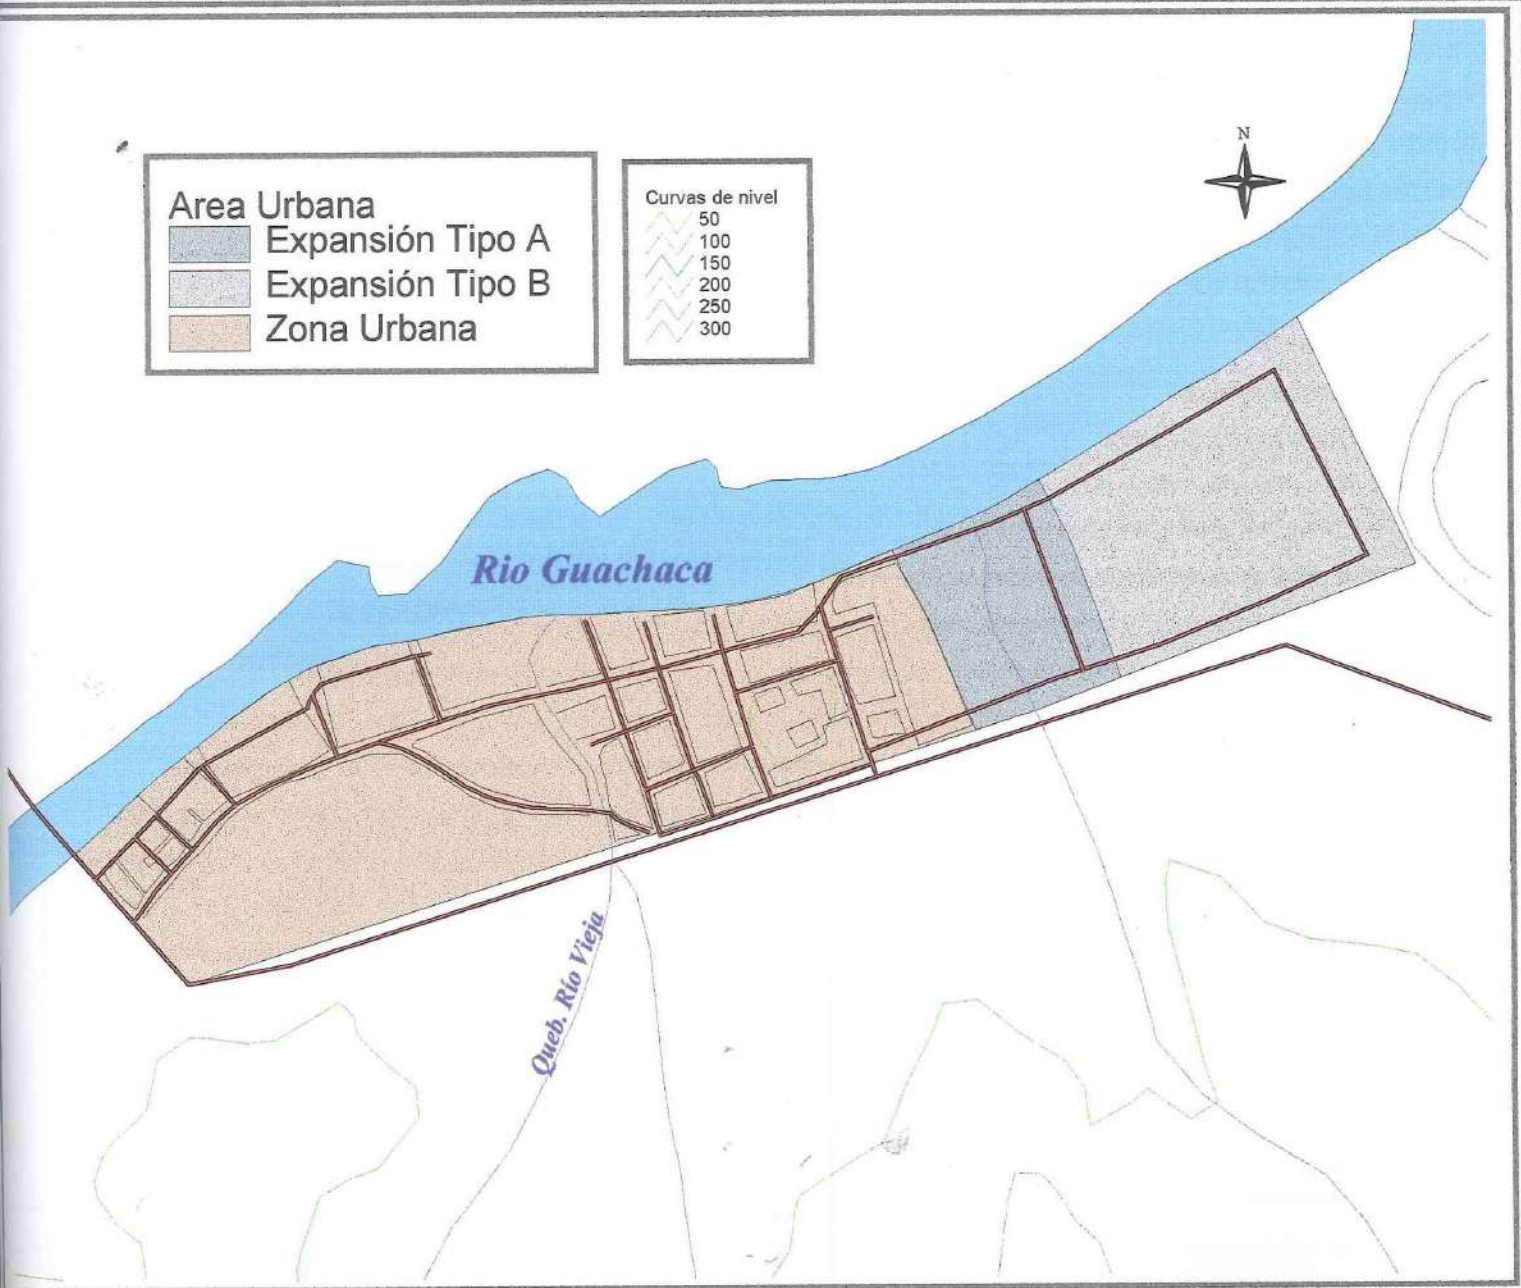 N
Area Urbana
Expansión Tipo A
Expansión Tipo B
Zona Urbana
Curvas de nivel
50
100
150
200
250
300
Rio Guachaca
Queb. Río Vieja